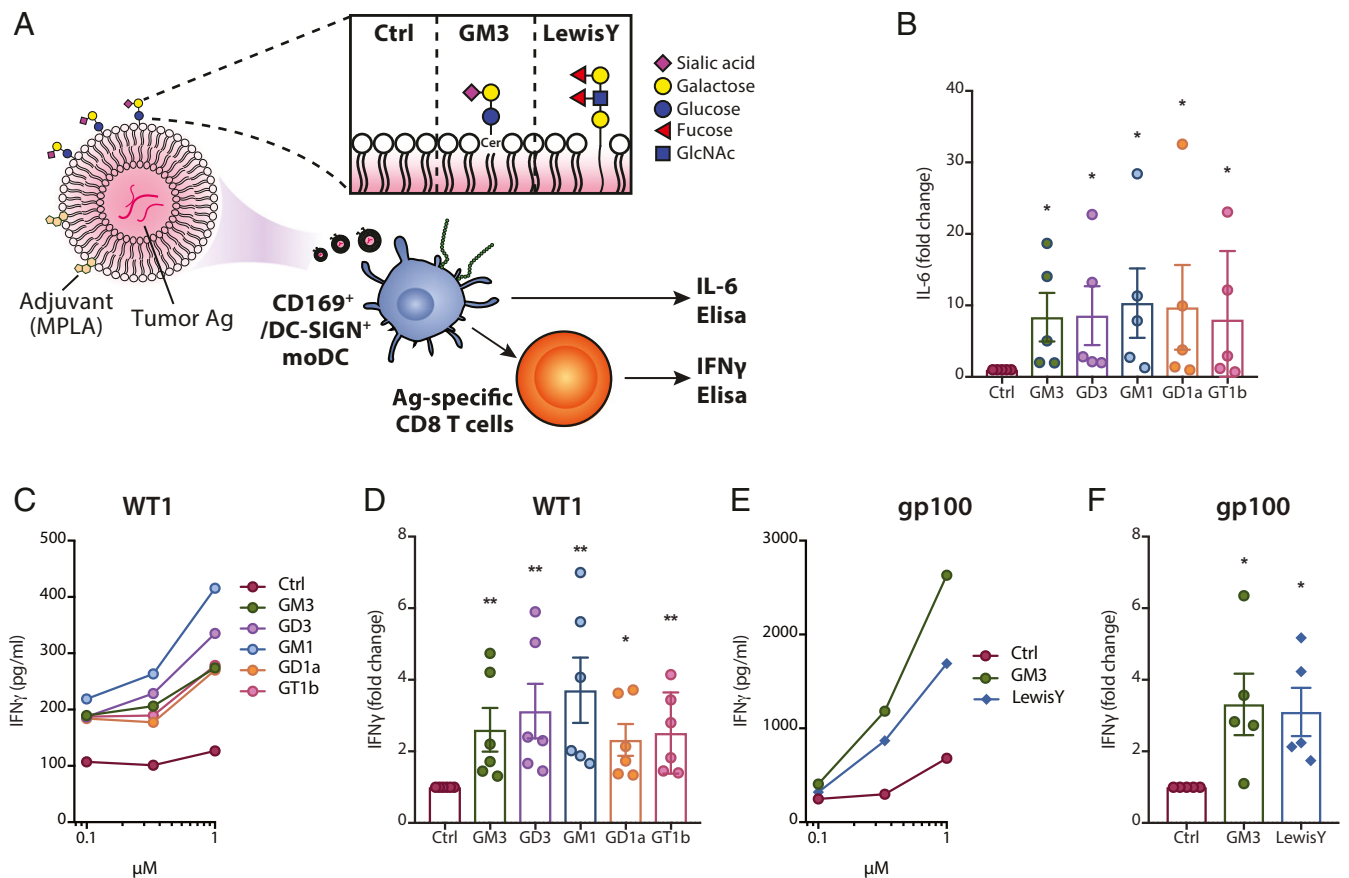 A
Ctrl
GM3
LewisY
Cer
Sialic acid
Galactose
Glucose
Fucose
GlcNAc
Adjuvant
(MPLA)
Tumor Ag
CD169⁺
/DC-SIGN⁺
moDC
IL-6
Elisa
IFNγ
Elisa
Ag-specific
CD8 T cells
B
IL-6 (fold change)
40
30
20
10
0
*
*
*
*
*
Ctrl
GM3
GD3
GM1
GD1a
GT1b
C
WT1
IFNγ (pg/ml)
500
400
300
200
100
0
0.1
1
µM
Ctrl
GM3
GD3
GM1
GD1a
GT1b
D
WT1
IFNγ (fold change)
8
6
4
2
0
**
**
**
*
**
Ctrl
GM3
GD3
GM1
GD1a
GT1b
E
gp100
IFNγ (pg/ml)
3000
2000
1000
0
0.1
1
µM
Ctrl
GM3
LewisY
F
gp100
IFNγ (fold change)
8
6
4
2
0
*
*
Ctrl
GM3
LewisY